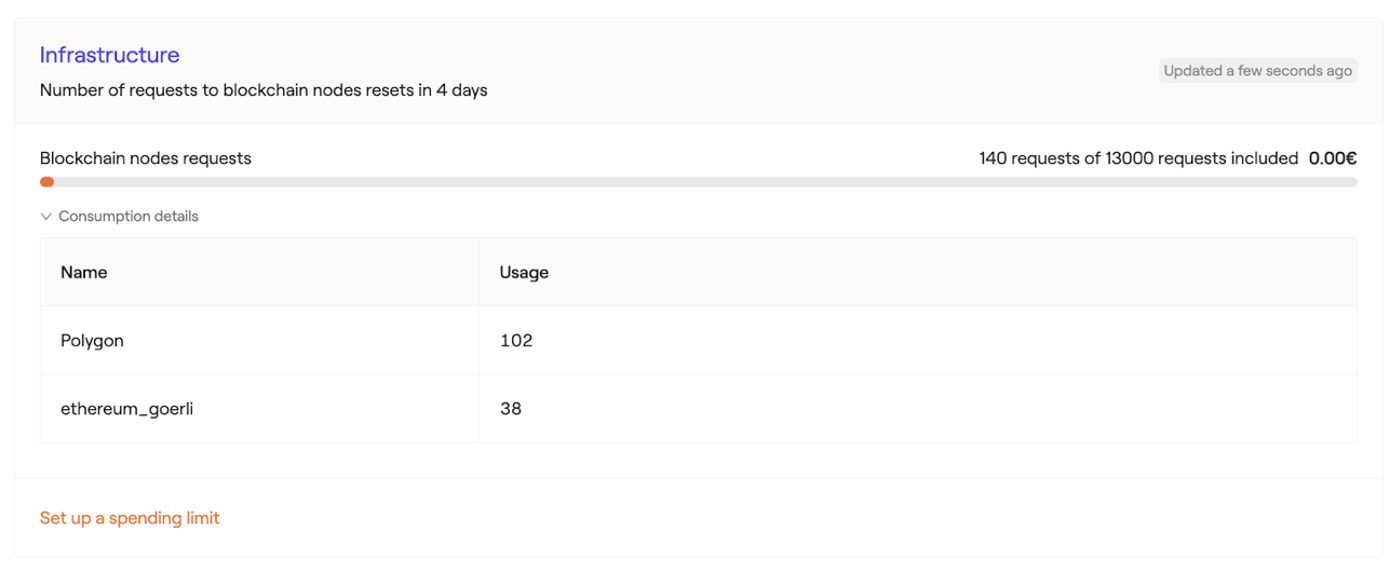 Infrastructure
Number of requests to blockchain nodes resets in 4 days
Updated a few seconds ago
Blockchain nodes requests
140 requests of 13000 requests included 0.00€
Consumption details
Name Usage
Polygon 102
ethereum_goerli 38
Set up a spending limit